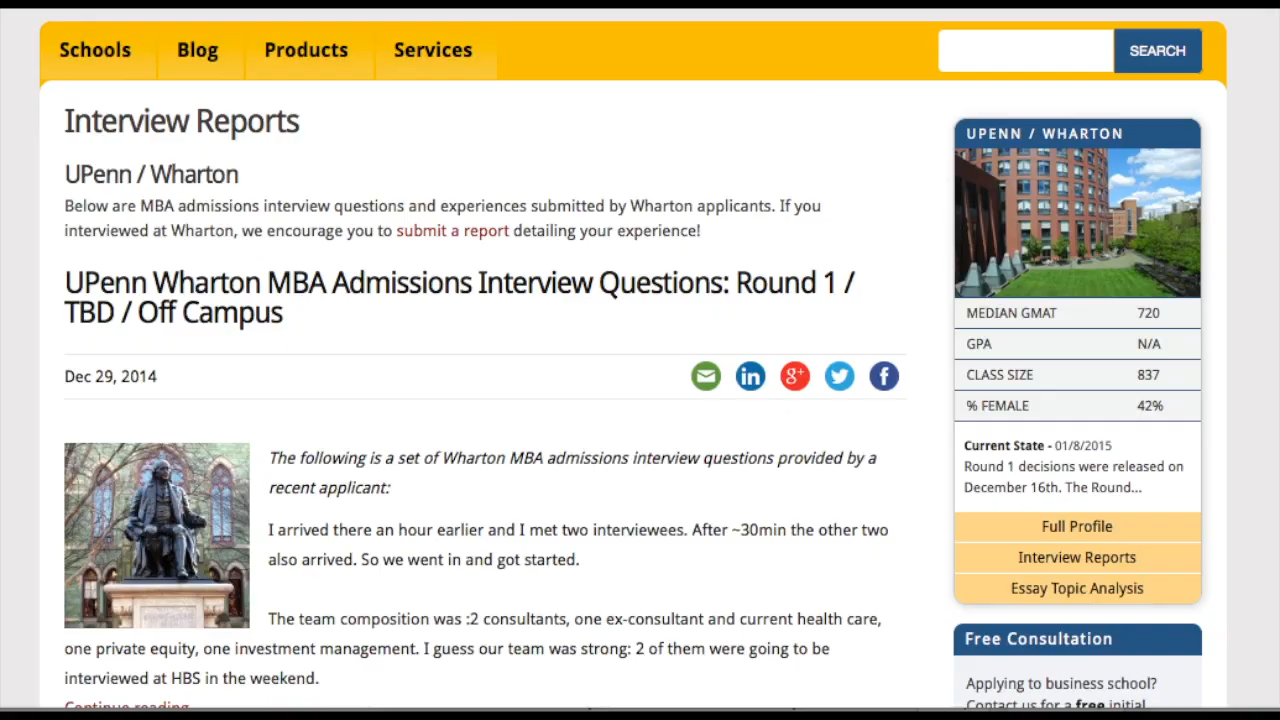 Schools Blog Products Services SEARCH
Interview Reports
UPenn / Wharton
Below are MBA admissions interview questions and experiences submitted by Wharton applicants. If you
interviewed at Wharton, we encourage you to submit a report detailing your experience!
UPenn Wharton MBA Admissions Interview Questions: Round 1 /
TBD / Off Campus
Dec 29, 2014
in
g+
f
The following is a set of Wharton MBA admissions interview questions provided by a
recent applicant:
I arrived there an hour earlier and I met two interviewees. After ~30min the other two
also arrived. So we went in and got started.
The team composition was :2 consultants, one ex-consultant and current health care,
one private equity, one investment management. I guess our team was strong: 2 of them were going to be
interviewed at HBS in the weekend.
Continue reading
UPENN / WHARTON
MEDIAN GMAT 720
GPA N/A
CLASS SIZE 837
% FEMALE 42%
Current State - 01/8/2015
Round 1 decisions were released on
December 16th. The Round...
Full Profile
Interview Reports
Essay Topic Analysis
Free Consultation
Applying to business school?
Contact us for a free initial